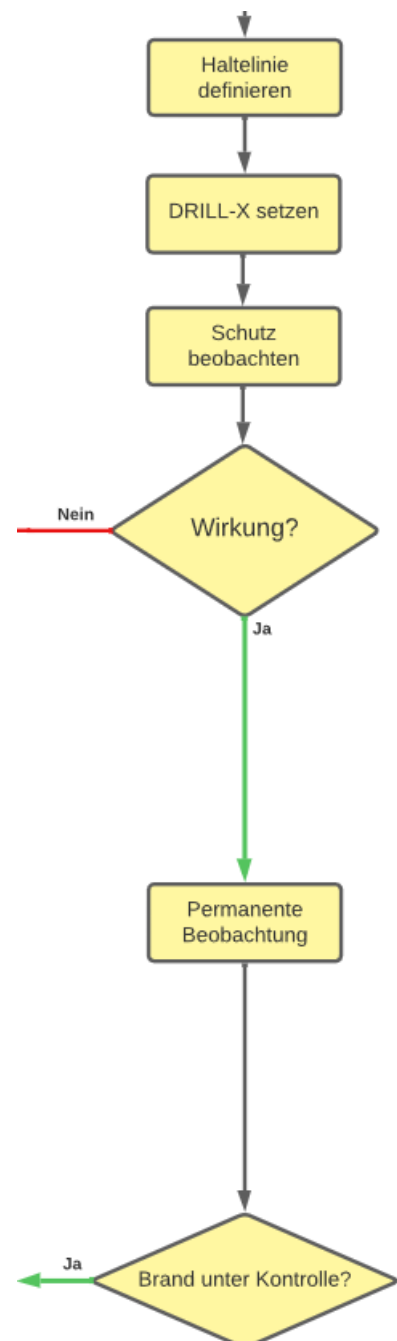 Haltelinie
definieren
DRILL-X setzen
Schutz
beobachten
Nein
Wirkung?
Ja
Permanente
Beobachtung
Ja
Brand unter Kontrolle?